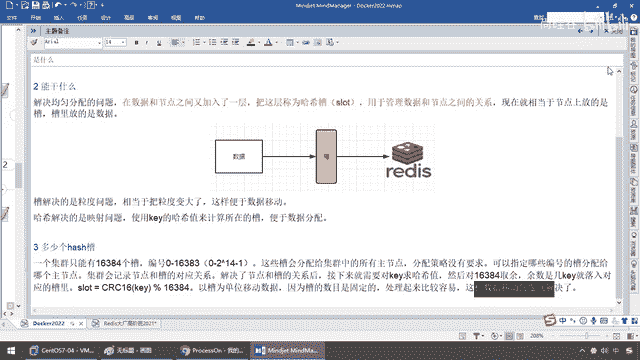 Mindjet MindManager - Docker2022.mmap
主题备注
Arial
是什么
2 能干什么
解决均匀分配的问题，在数据和节点之间又加入了一层，把这层称为哈希槽（slot），用于管理数据和节点之间的关系，现在就相当于节点上放的是
槽，槽里放的是数据。
数据
redis
槽解决的是粒度问题，相当于把粒度变大了，这样便于数据移动。
哈希解决的是映射问题，使用key的哈希值来计算所在的槽，便于数据分配。
3 多少个hash槽
一个集群只能有16384个槽，编号0-16383（0-2^14-1）。这些槽会分配给集群中的所有主节点，分配策略没有要求。可以指定哪些编号的槽分配给
哪个主节点。集群会记录节点和槽的对应关系。解决了节点和槽的关系后，接下来就需要对key求哈希值，然后对16384取余，余数是几key就落入对
应的槽里。slot = CRC16(key) % 16384。以槽为单位移动数据，因为槽的数目是固定的，处理起来比较容易，这
解决了。
Docker2022
Redis大厂高阶班2021*
208%
CentOS7-04 - VM...
无标题 - 画图
ProcessOn - 我的...
Mindjet MindMana...